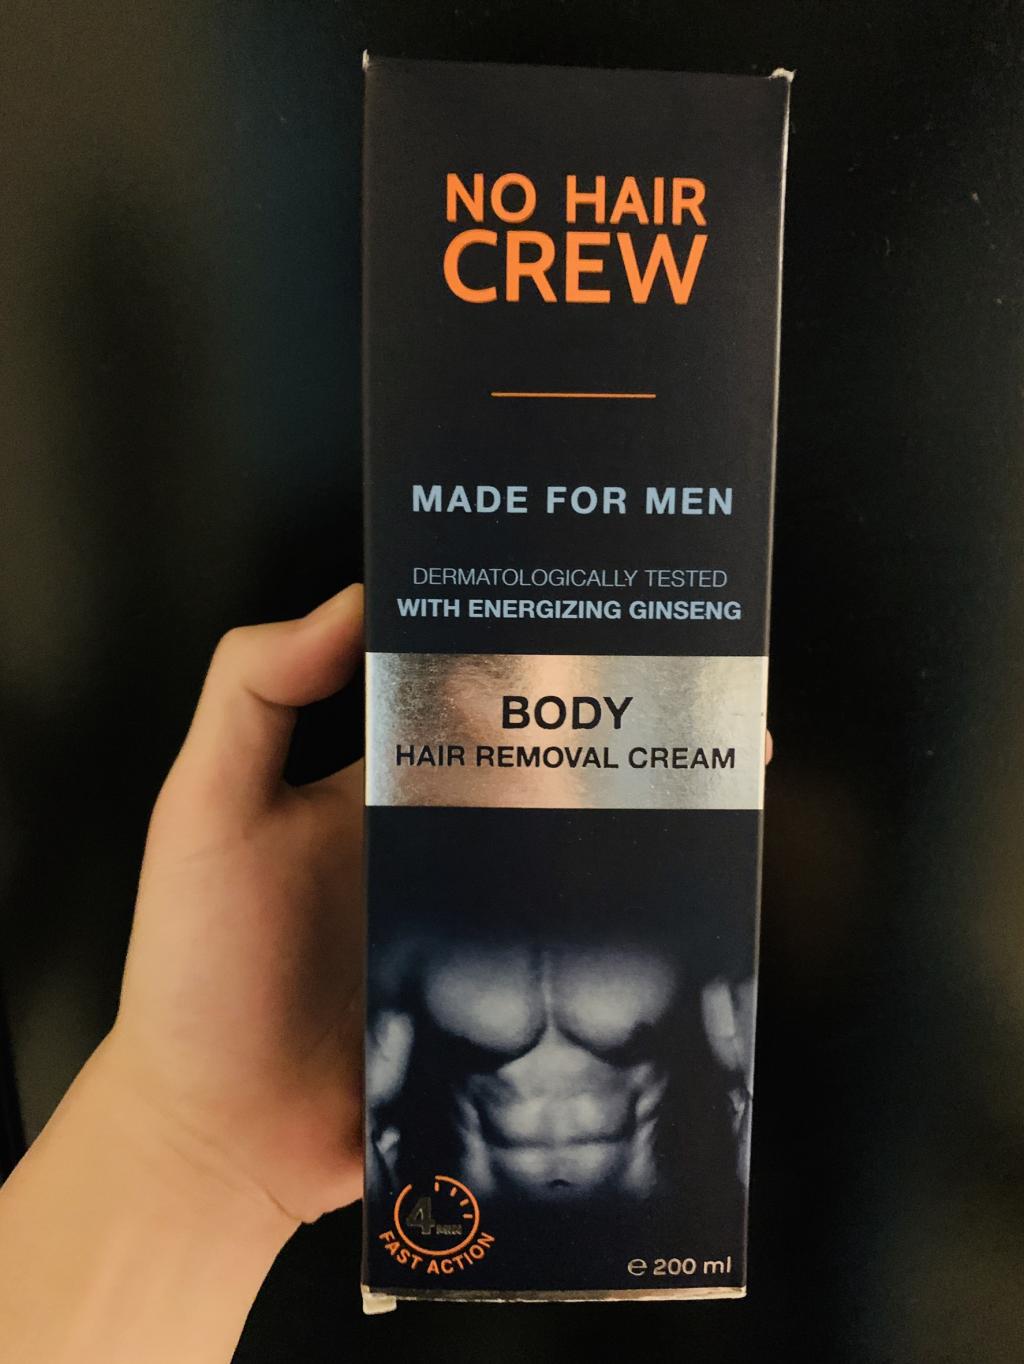 NO HAIR
CREW
MADE FOR MEN
DERMATOLOGICALLY TESTED
WITH ENERGIZING GINSENG
BODY
HAIR REMOVAL CREAM
4 MIN
FAST ACTION
℮ 200 ml